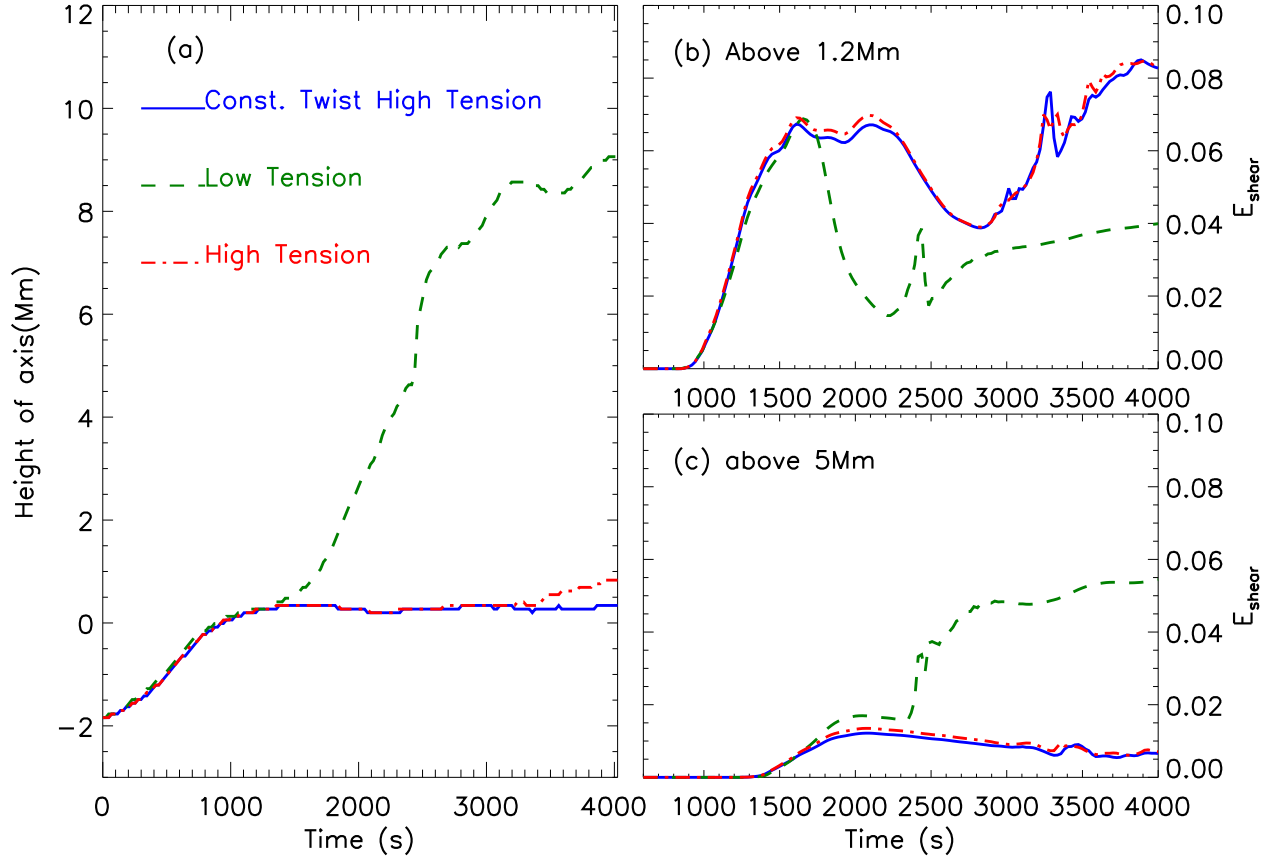 (a)
Const. Twist High Tension
Low Tension
High Tension
12
10
8
6
4
2
0
−2
Height of axis(Mm)
0 1000 2000 3000 4000
Time (s)
(b) Above 1.2Mm
0.10
0.08
0.06
0.04
0.02
0.00
Eshear
1000 1500 2000 2500 3000 3500 4000
(c) above 5Mm
0.10
0.08
0.06
0.04
0.02
0.00
Eshear
1000 1500 2000 2500 3000 3500 4000
Time (s)